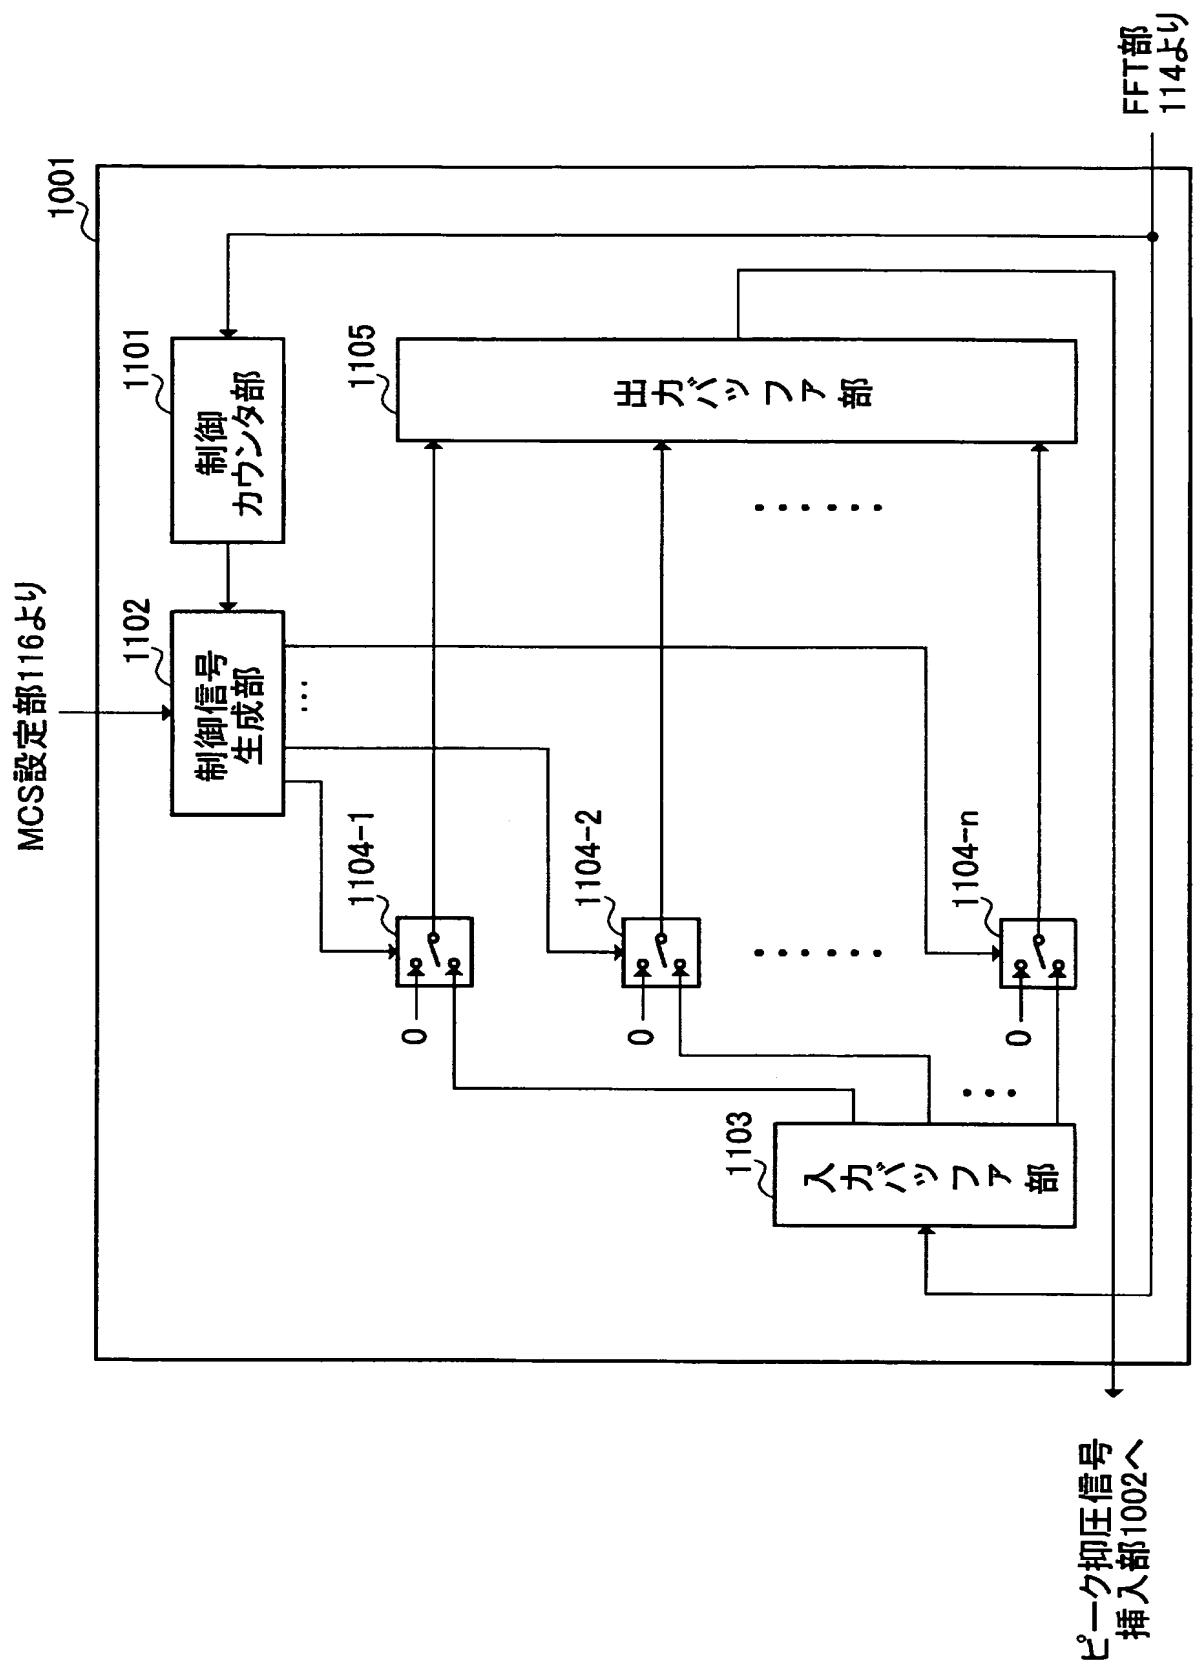 1001
FFT部
114より
MCS設定部116より
1102
制御信号
生成部
1101
制御
カウンタ部
1104-1
0
1104-2
0
1104-n
0
1103
入力バッファ部
1105
出力バッファ部
ピーク抑圧信号
挿入部1002へ